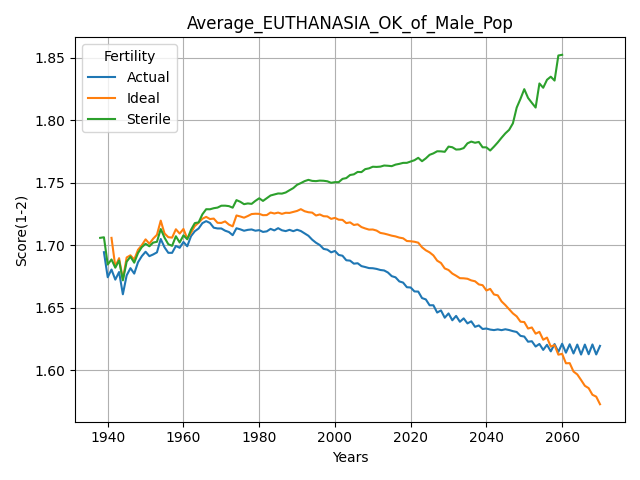 Average_EUTHANASIA_OK_of_Male_Pop
Score(1-2)
1.85
1.80
1.75
1.70
1.65
1.60
Fertility
Actual
Ideal
Sterile
1940 1960 1980 2000 2020 2040 2060
Years